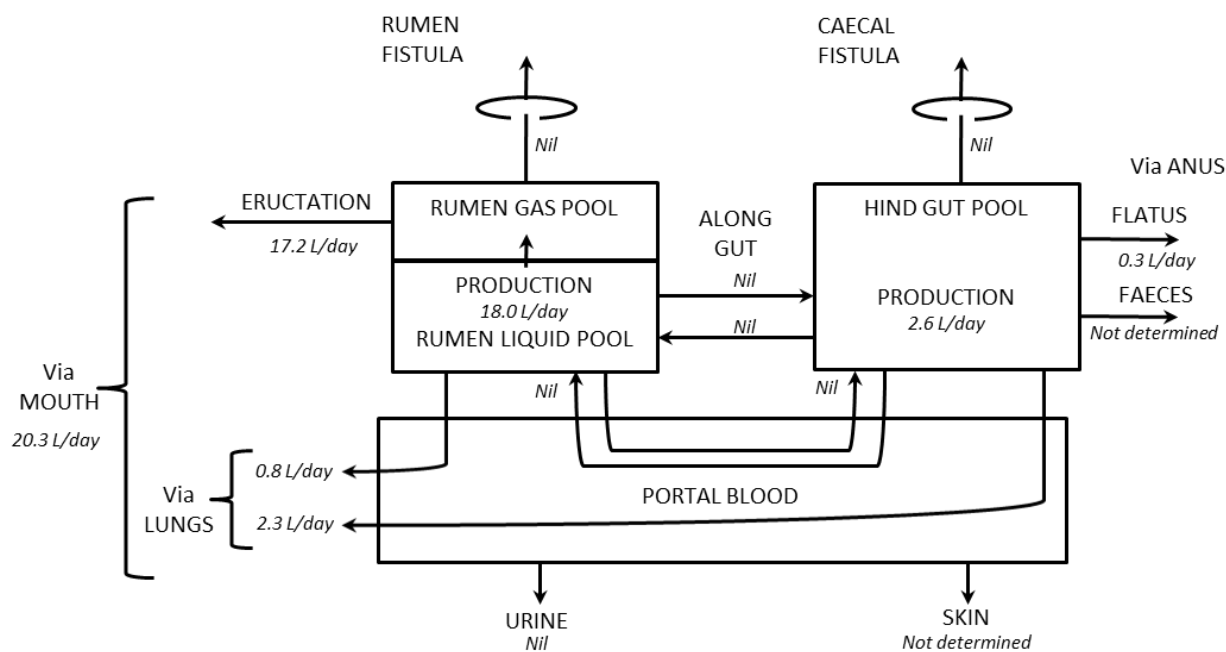 RUMEN
FISTULA
CAECAL
FISTULA
Nil
Nil
Via ANUS
ERUCTATION
17.2 L/day
RUMEN GAS POOL
ALONG
GUT
Nil
HIND GUT POOL
FLATUS
0.3 L/day
PRODUCTION
18.0 L/day
RUMEN LIQUID POOL
Nil
PRODUCTION
2.6 L/day
FAECES
Not determined
Via
MOUTH
20.3 L/day
Nil
Nil
Via
LUNGS
0.8 L/day
2.3 L/day
PORTAL BLOOD
URINE
Nil
SKIN
Not determined